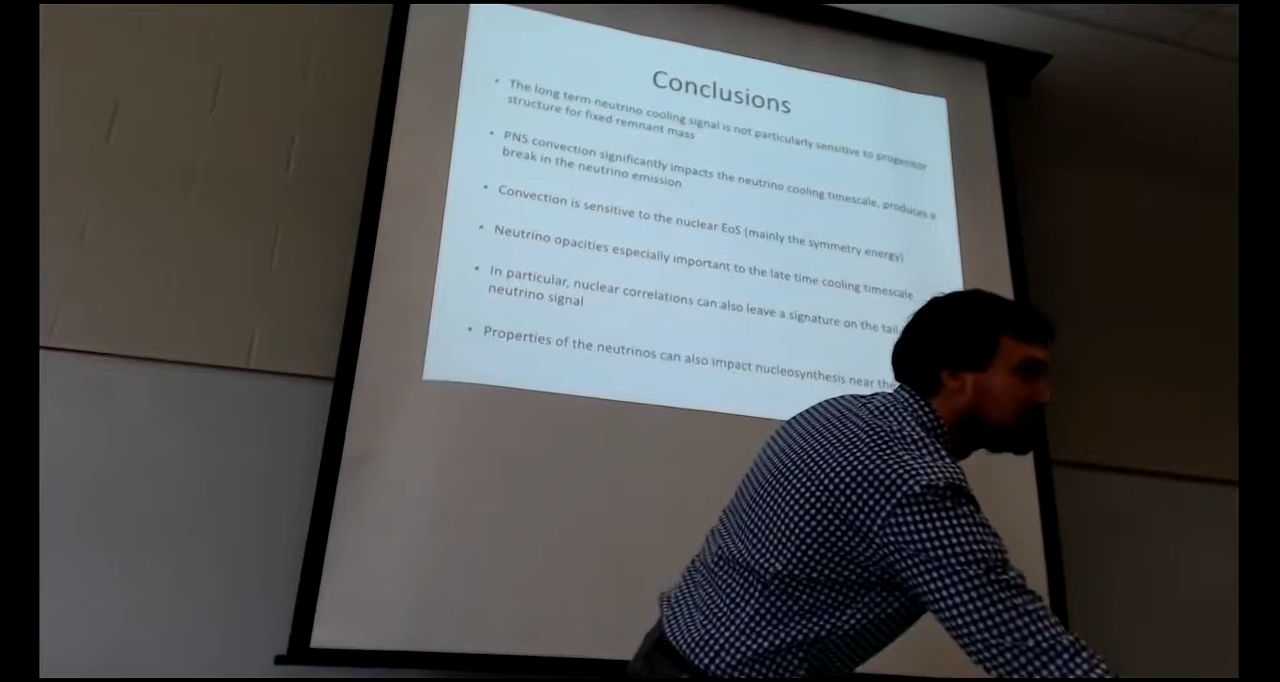 Conclusions
• The long term neutrino cooling signal is not particularly sensitive to progenitor
structure for fixed remnant mass
• PNS convection significantly impacts the neutrino cooling timescale, produces a
break in the neutrino emission
• Convection is sensitive to the nuclear EoS (mainly the symmetry energy)
• Neutrino opacities especially important to the late time cooling timescale
• In particular, nuclear correlations can also leave a signature on the tail
neutrino signal
• Properties of the neutrinos can also impact nucleosynthesis near the